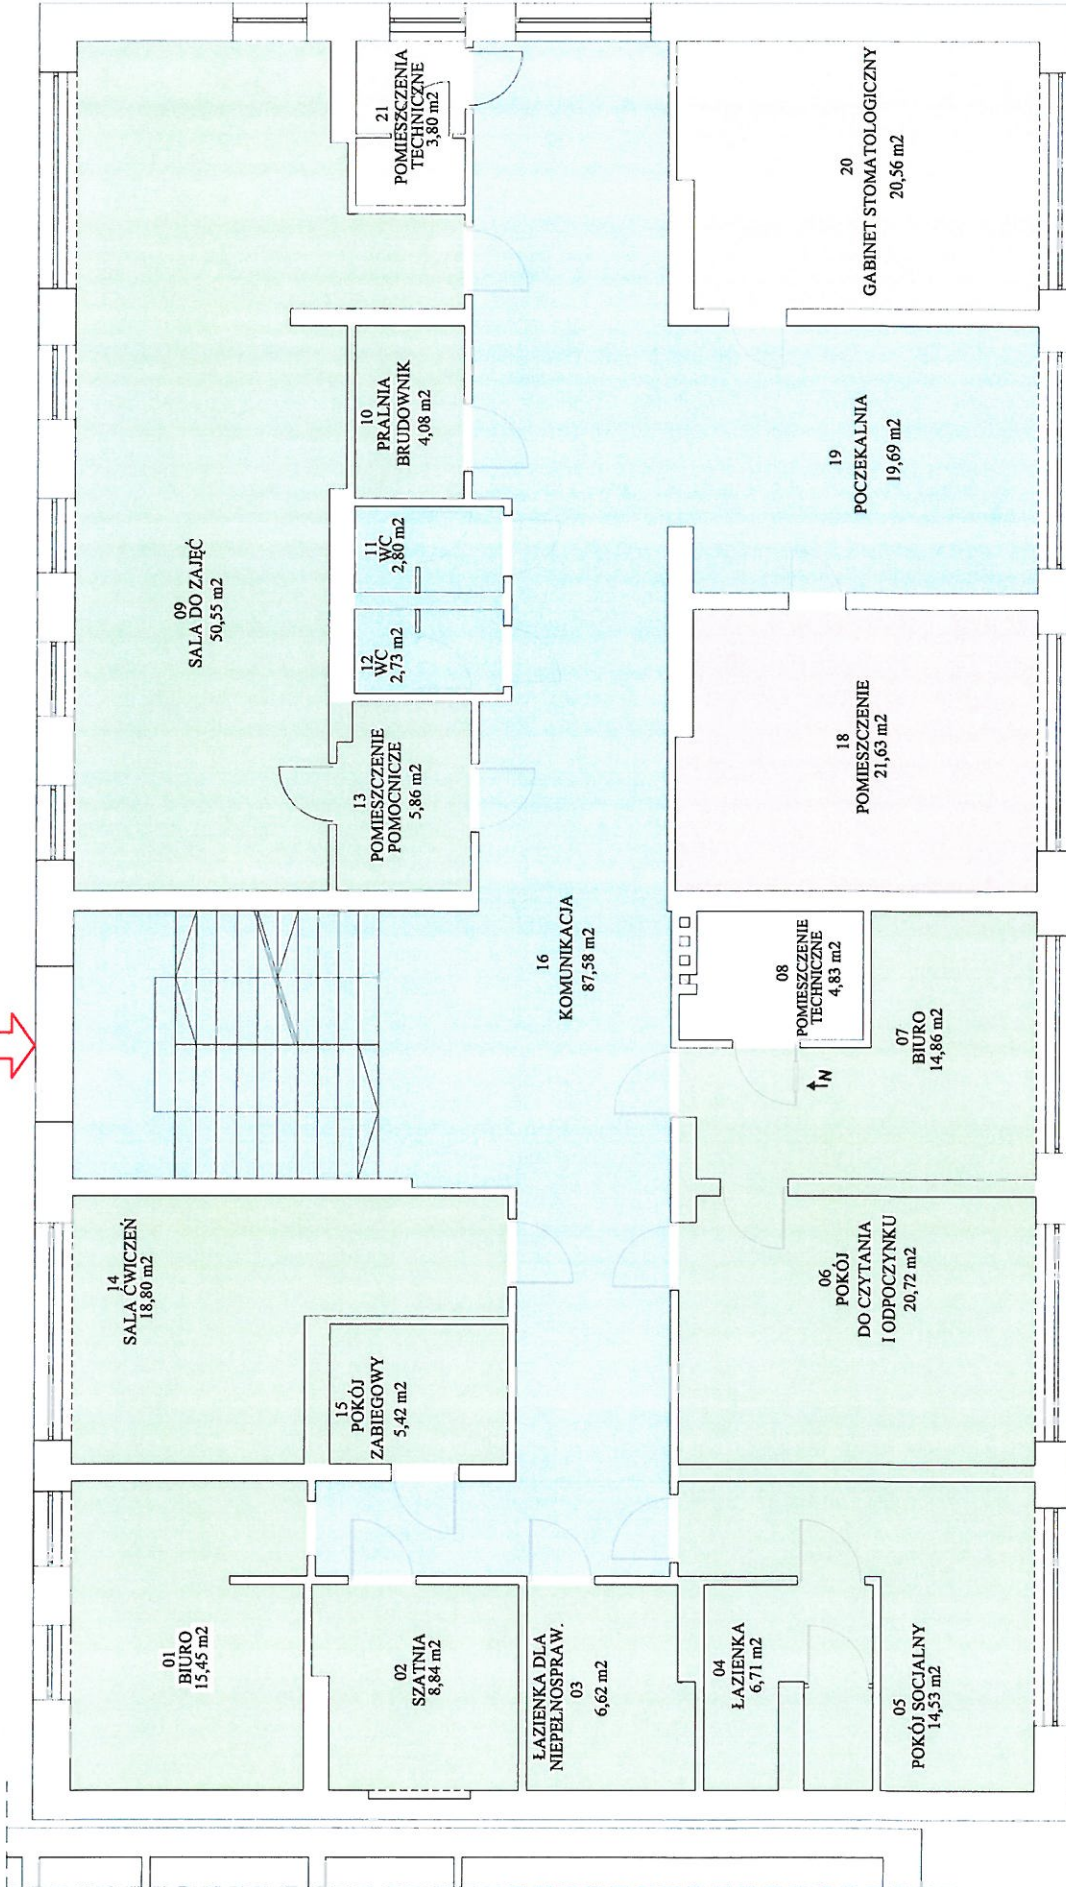 01
BIURO
15,45 m2
02
SZATNIA
8,84 m2
ŁAZIENKA DLA
NIEPEŁNOSPRAW.
03
6,62 m2
04
ŁAZIENKA
6,71 m2
05
POKÓJ SOCJALNY
14,53 m2
14
SALA ĆWICZEŃ
18,80 m2
15
POKÓJ
ZABIEGOWY
5,42 m2
06
POKÓJ
DO CZYTANIA
I ODPOCZYNKU
20,72 m2
16
KOMUNIKACJA
87,58 m2
08
POMIESZCZENIE
TECHNICZNE
4,83 m2
N
07
BIURO
14,86 m2
09
SALA DO ZAJĘĆ
50,55 m2
13
POMIESZCZENIE
POMOCNICZE
5,86 m2
12
WC
2,73 m2
11
WC
2,80 m2
10
PRALNIA
BRUDOWNIK
4,08 m2
21
POMIESZCZENIA
TECHNICZNE
3,80 m2
18
POMIESZCZENIE
21,63 m2
19
POCZEKALNIA
19,69 m2
20
GABINET STOMATOLOGICZNY
20,56 m2